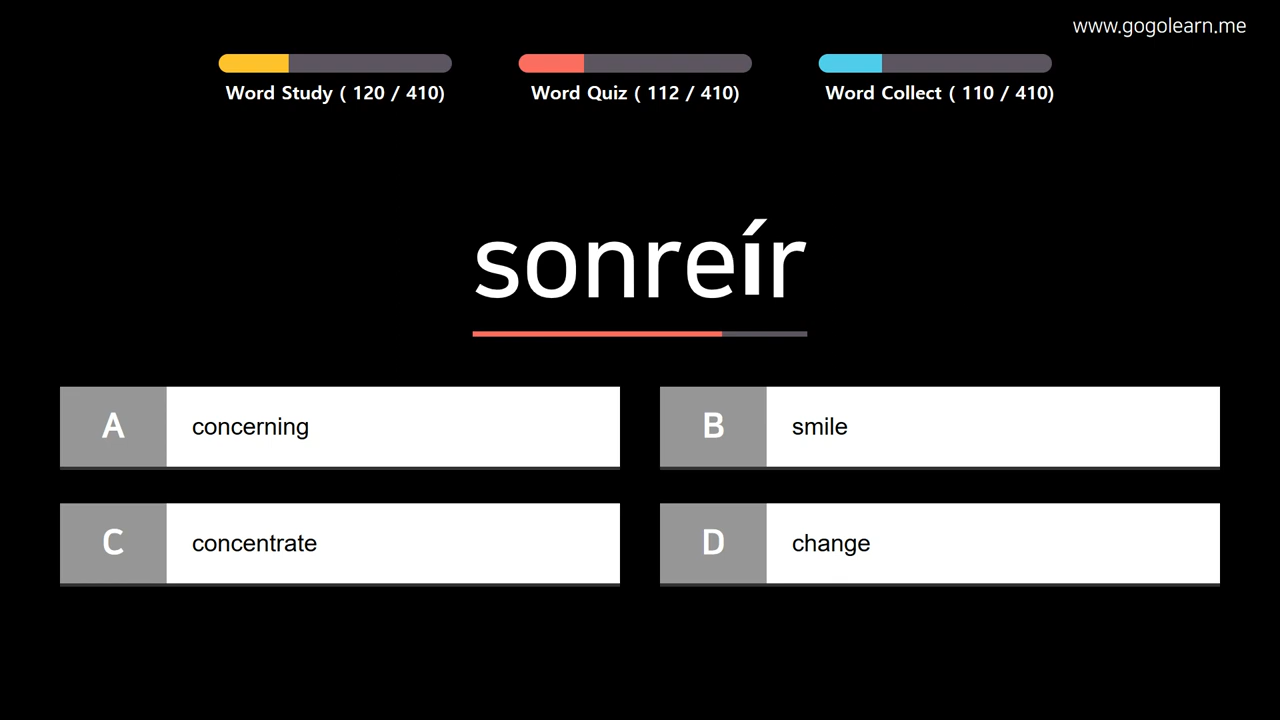 www.gogolearn.me
Word Study ( 120 / 410)
Word Quiz ( 112 / 410)
Word Collect ( 110 / 410)
sonreír
A concerning
B smile
C concentrate
D change